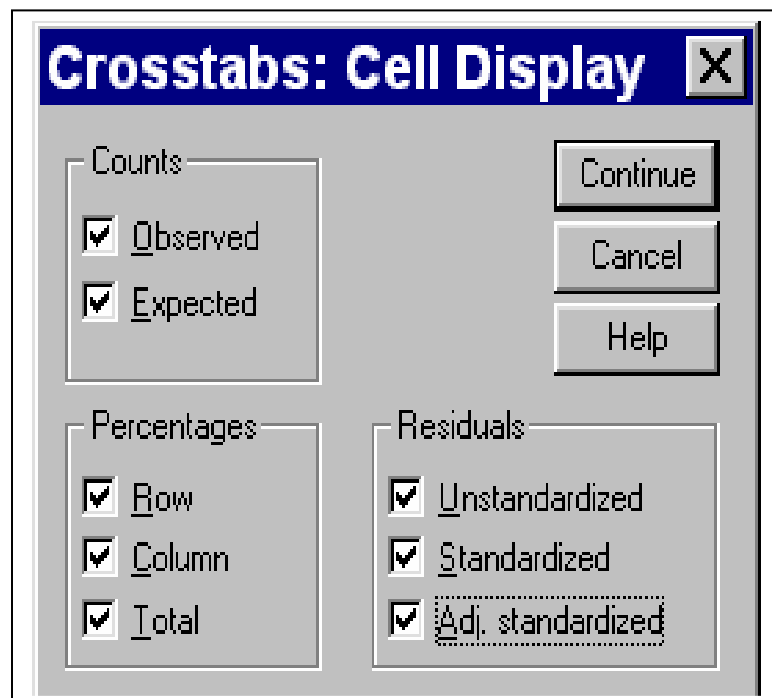 Crosstabs: Cell Display
Counts
Observed
Expected
Continue
Cancel
Help
Percentages
Row
Column
Total
Residuals
Unstandardized
Standardized
Adj. standardized